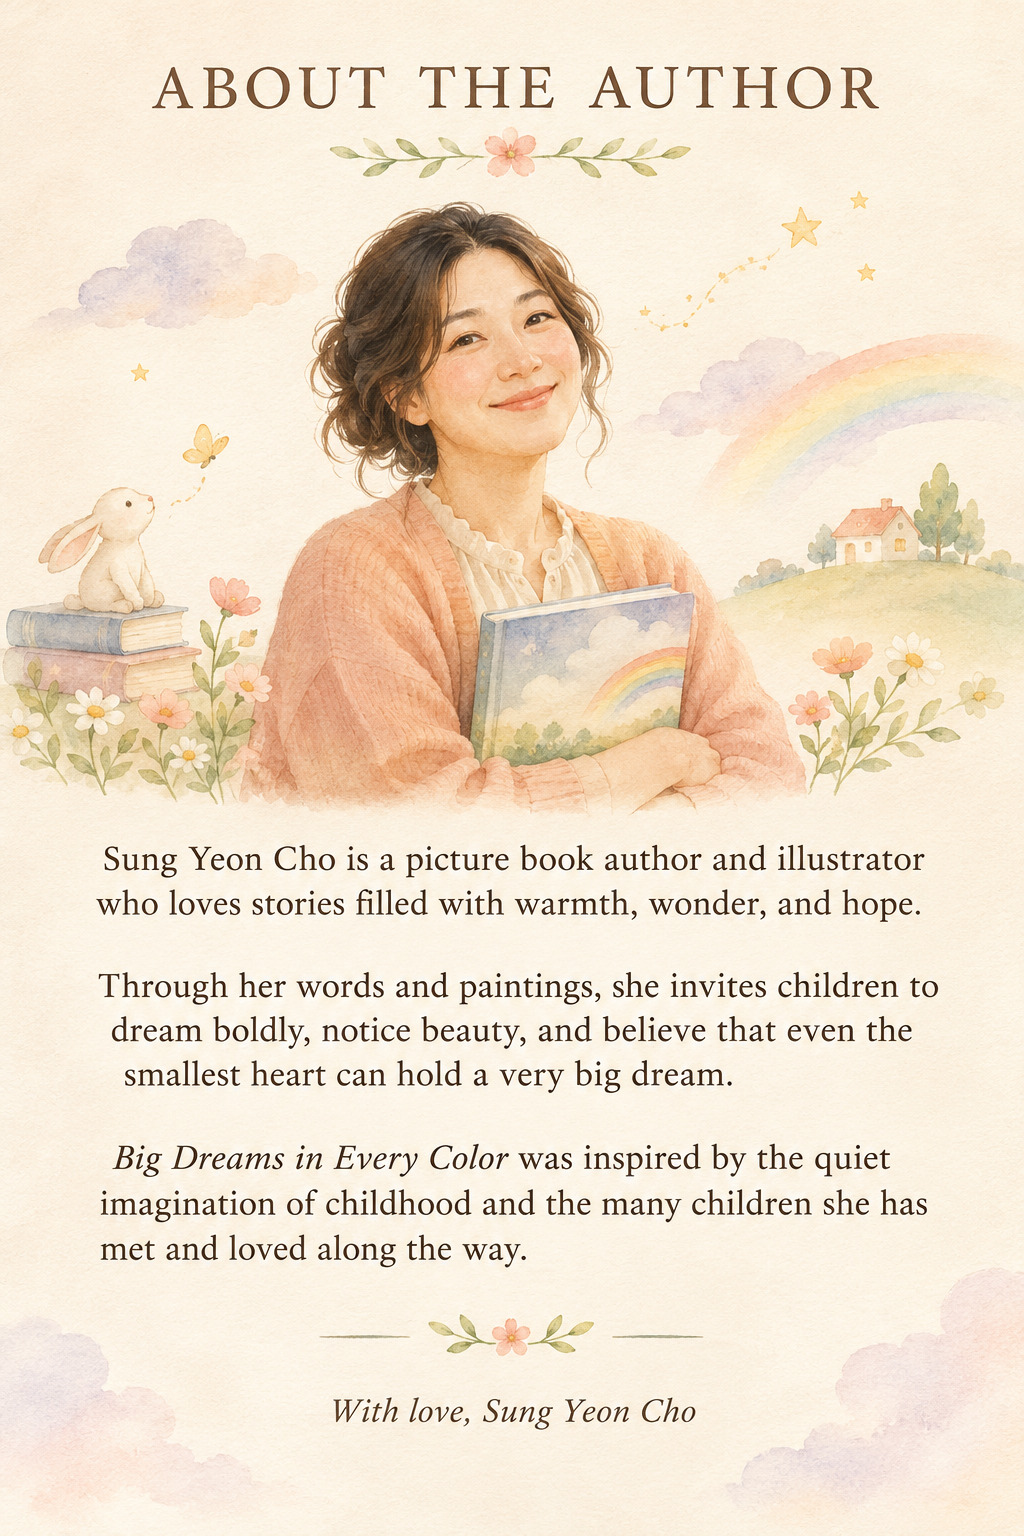 ABOUT THE AUTHOR
Sung Yeon Cho is a picture book author and illustrator
who loves stories filled with warmth, wonder, and hope.
Through her words and paintings, she invites children to
dream boldly, notice beauty, and believe that even the
smallest heart can hold a very big dream.
Big Dreams in Every Color was inspired by the quiet
imagination of childhood and the many children she has
met and loved along the way.
With love, Sung Yeon Cho